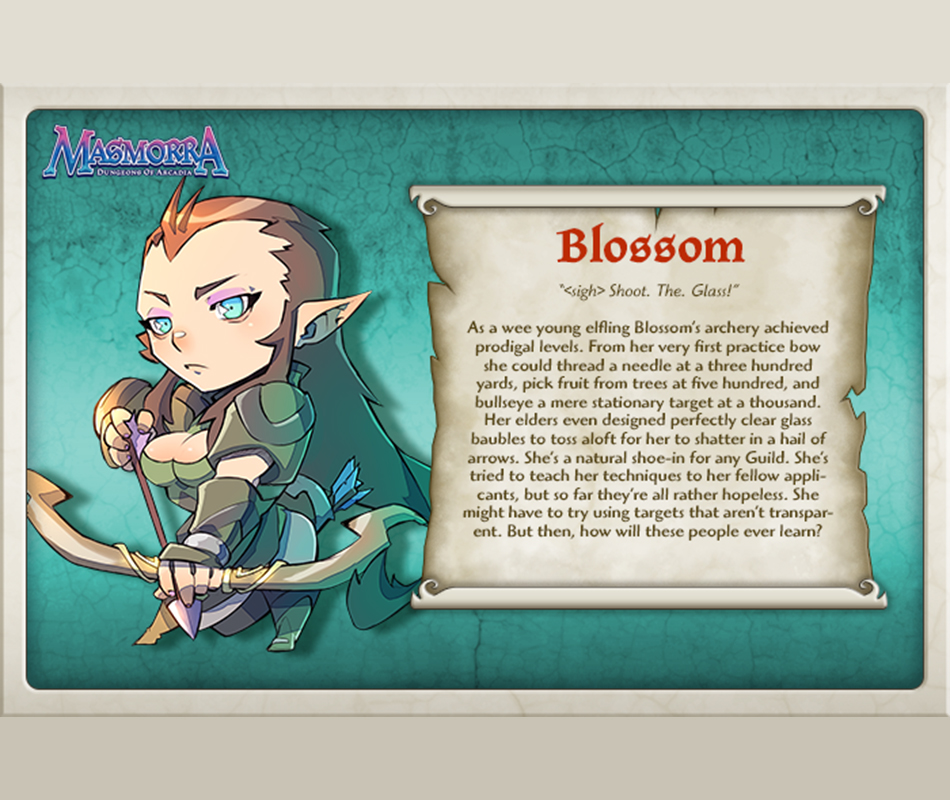 MASMORRA
DUNGEONS OF ARCADIA
Blossom
"<sigh> Shoot. The. Glass!"
As a wee young elfling Blossom's archery achieved
prodigal levels. From her very first practice bow
she could thread a needle at a three hundred
yards, pick fruit from trees at five hundred, and
bullseye a mere stationary target at a thousand.
Her elders even designed perfectly clear glass
baubles to toss aloft for her to shatter in a hail of
arrows. She's a natural shoe-in for any Guild. She's
tried to teach her techniques to her fellow appli-
cants, but so far they're all rather hopeless. She
might have to try using targets that aren't transpar-
ent. But then, how will these people ever learn?